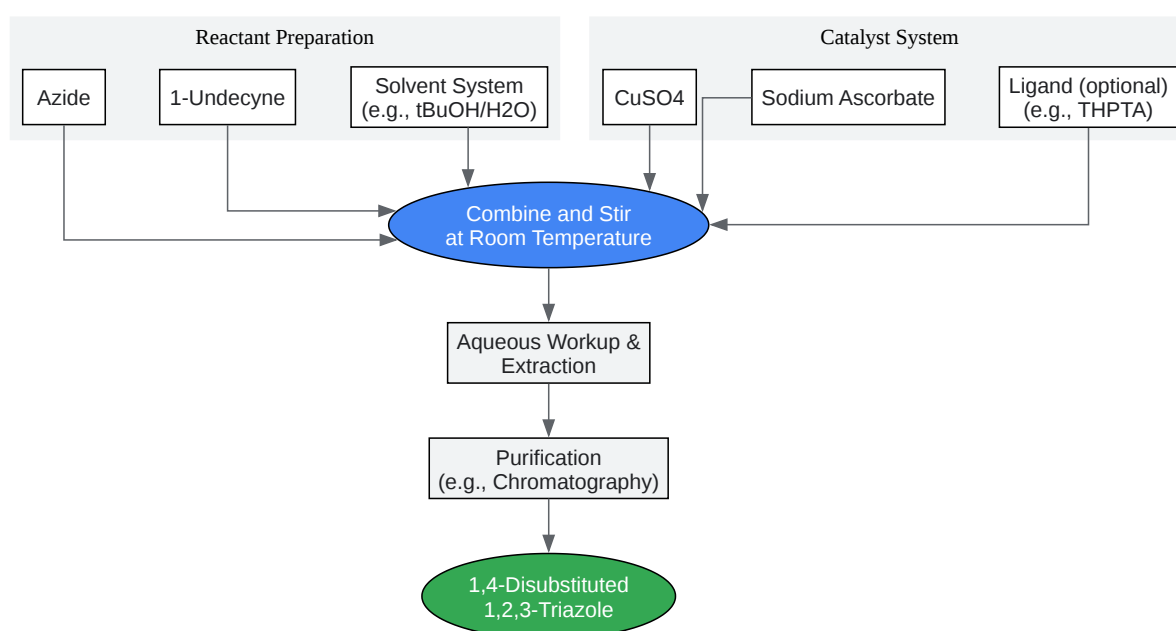 Reactant Preparation
Catalyst System
Azide
1-Undecyne
Solvent System
(e.g., tBuOH/H2O)
CuSO4
Sodium Ascorbate
Ligand (optional)
(e.g., THPTA)
Combine and Stir
at Room Temperature
Aqueous Workup &
Extraction
Purification
(e.g., Chromatography)
1,4-Disubstituted
1,2,3-Triazole